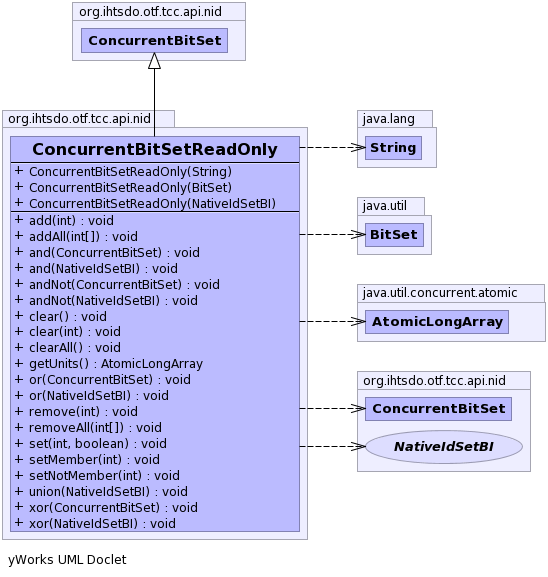 org.ihtsdo.otf.tcc.api.nid
ConcurrentBitSet
org.ihtsdo.otf.tcc.api.nid
ConcurrentBitSetReadOnly
+ ConcurrentBitSetReadOnly(String)
+ ConcurrentBitSetReadOnly(BitSet)
+ ConcurrentBitSetReadOnly(NativeIdSetBI)
+ add(int) : void
+ addAll(int[]) : void
+ and(ConcurrentBitSet) : void
+ and(NativeIdSetBI) : void
+ andNot(ConcurrentBitSet) : void
+ andNot(NativeIdSetBI) : void
+ clear() : void
+ clear(int) : void
+ clearAll() : void
+ getUnits() : AtomicLongArray
+ or(ConcurrentBitSet) : void
+ or(NativeIdSetBI) : void
+ remove(int) : void
+ removeAll(int[]) : void
+ set(int, boolean) : void
+ setMember(int) : void
+ setNotMember(int) : void
+ union(NativeIdSetBI) : void
+ xor(ConcurrentBitSet) : void
+ xor(NativeIdSetBI) : void
java.lang
String
java.util
BitSet
java.util.concurrent.atomic
AtomicLongArray
org.ihtsdo.otf.tcc.api.nid
ConcurrentBitSet
NativeIdSetBI
yWorks UML Doclet